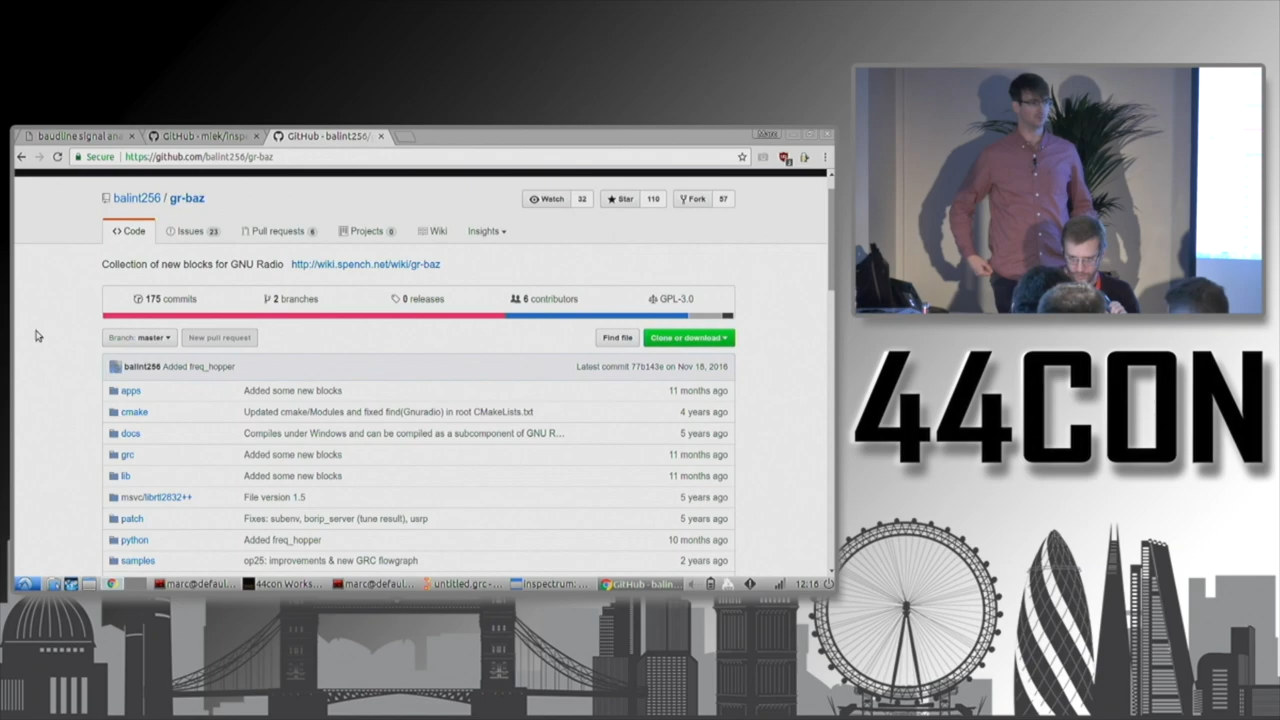 baudline signal ana
GitHub - miek/insp
GitHub - balint256/
Secure https://github.com/balint256/gr-baz
balint256 / gr-baz
Watch 32 Star 110 Fork 57
Code Issues 23 Pull requests 6 Projects 0 Wiki Insights
Collection of new blocks for GNU Radio http://wiki.spench.net/wiki/gr-baz
175 commits 2 branches 0 releases 6 contributors GPL-3.0
Branch: master New pull request Find file Clone or download
balint256 Added freq_hopper Latest commit 77b143e on Nov 18, 2016
apps Added some new blocks 11 months ago
cmake Updated cmake/Modules and fixed find(Gnuradio) in root CMakeLists.txt 4 years ago
docs Compiles under Windows and can be compiled as a subcomponent of GNU R... 5 years ago
grc Added some new blocks 11 months ago
lib Added some new blocks 11 months ago
msvc/librtl2832++ File version 1.5 5 years ago
patch Fixes: subenv, borip_server (tune result), usrp 5 years ago
python Added freq_hopper 10 months ago
samples op25: improvements & new GRC flowgraph 2 years ago
marc@defaul... 44con Works... marc@defaul... untitled.grc-... inspectrum: ... GitHub - balin... 12:16
44CON